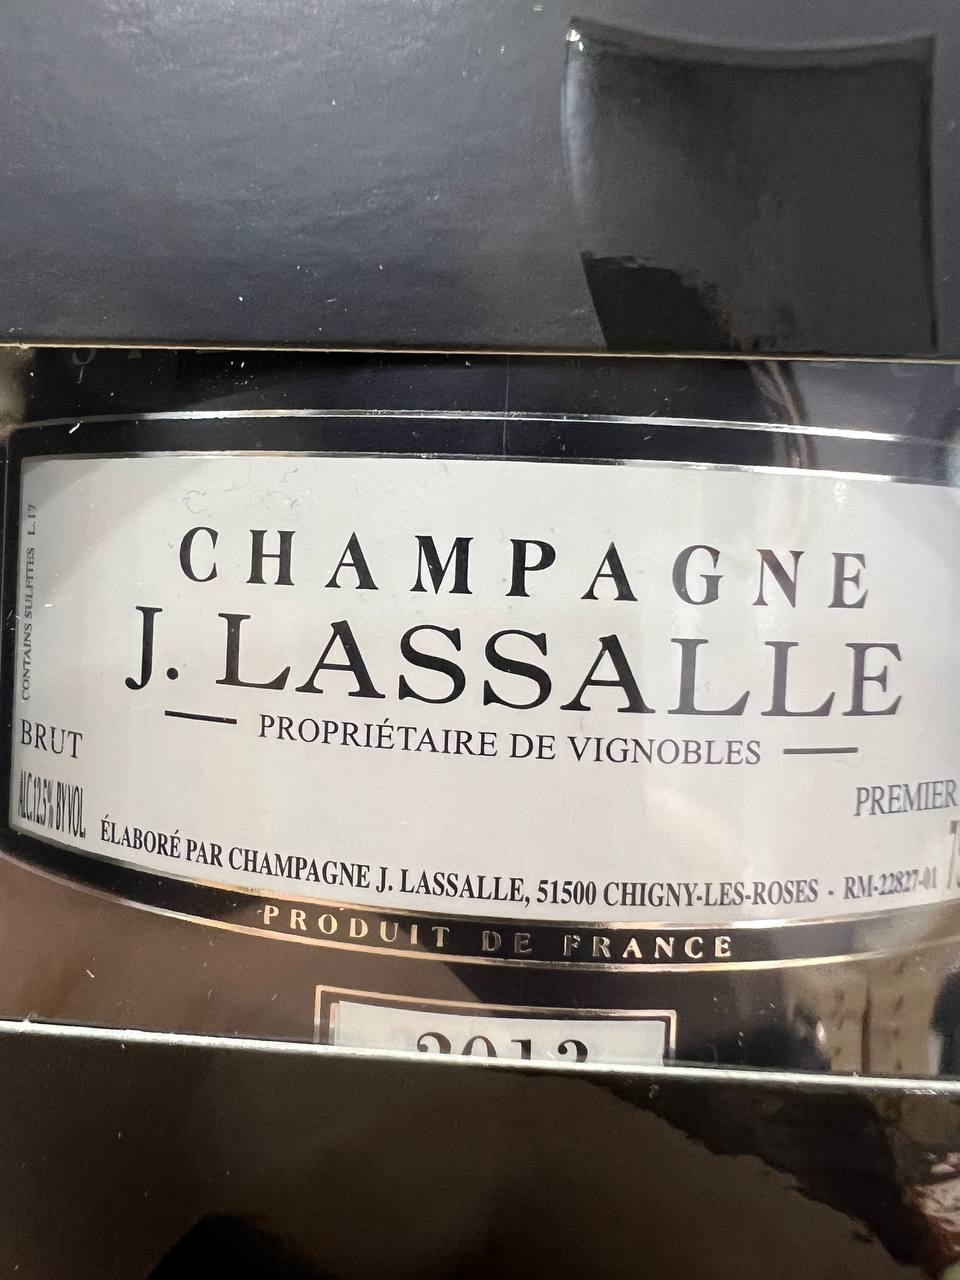 CHAMPAGNE
J. LASSALLE
PROPRIÉTAIRE DE VIGNOBLES
CONTAINS SULFITES L.17
BRUT
ALC.12.5% BY VOL.
PREMIER
ÉLABORÉ PAR CHAMPAGNE J. LASSALLE, 51500 CHIGNY-LES-ROSES - RM-22827-01
PRODUIT DE FRANCE